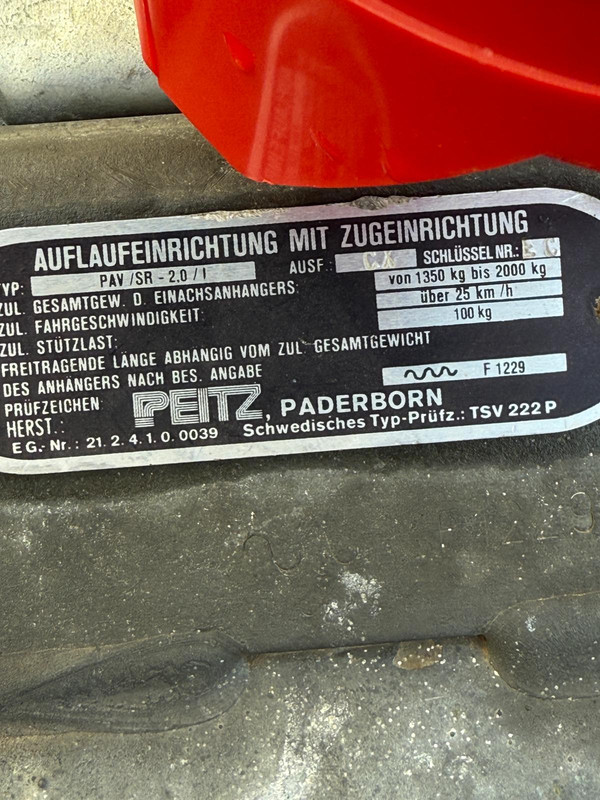 AUFLAUFEINRICHTUNG MIT ZUGEINRICHTUNG
TYP: PAV/SR-2.0/I AUSF.: SCHLÜSSEL NR.:
ZUL. GESAMTGEW. D. EINACHSANHÄNGERS: von 1350 kg bis 2000 kg
ZUL. FAHRGESCHWINDIGKEIT: über 25 km/h
ZUL. STÜTZLAST: 100 kg
FREITRAGENDE LÄNGE ABHÄNGIG VOM ZUL. GESAMTGEWICHT
DES ANHÄNGERS NACH BES. ANGABE
PRÜFZEICHEN: F 1229
HERST.: PEITZ, PADERBORN
EG.-Nr.: 21.2.4.1.0.0039 Schwedisches Typ-Prüfz.: TSV 222 P